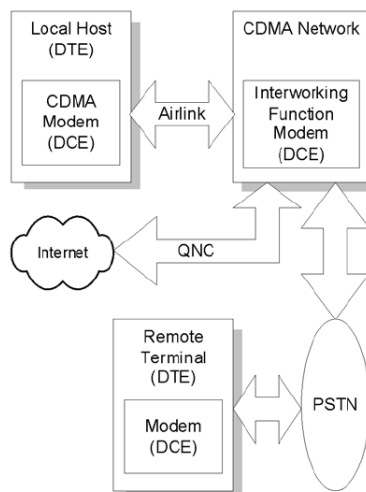 Local Host
(DTE)
CDMA
Modem
(DCE)
Airlink
CDMA Network
Interworking
Function
Modem
(DCE)
Internet
QNC
Remote
Terminal
(DTE)
Modem
(DCE)
PSTN